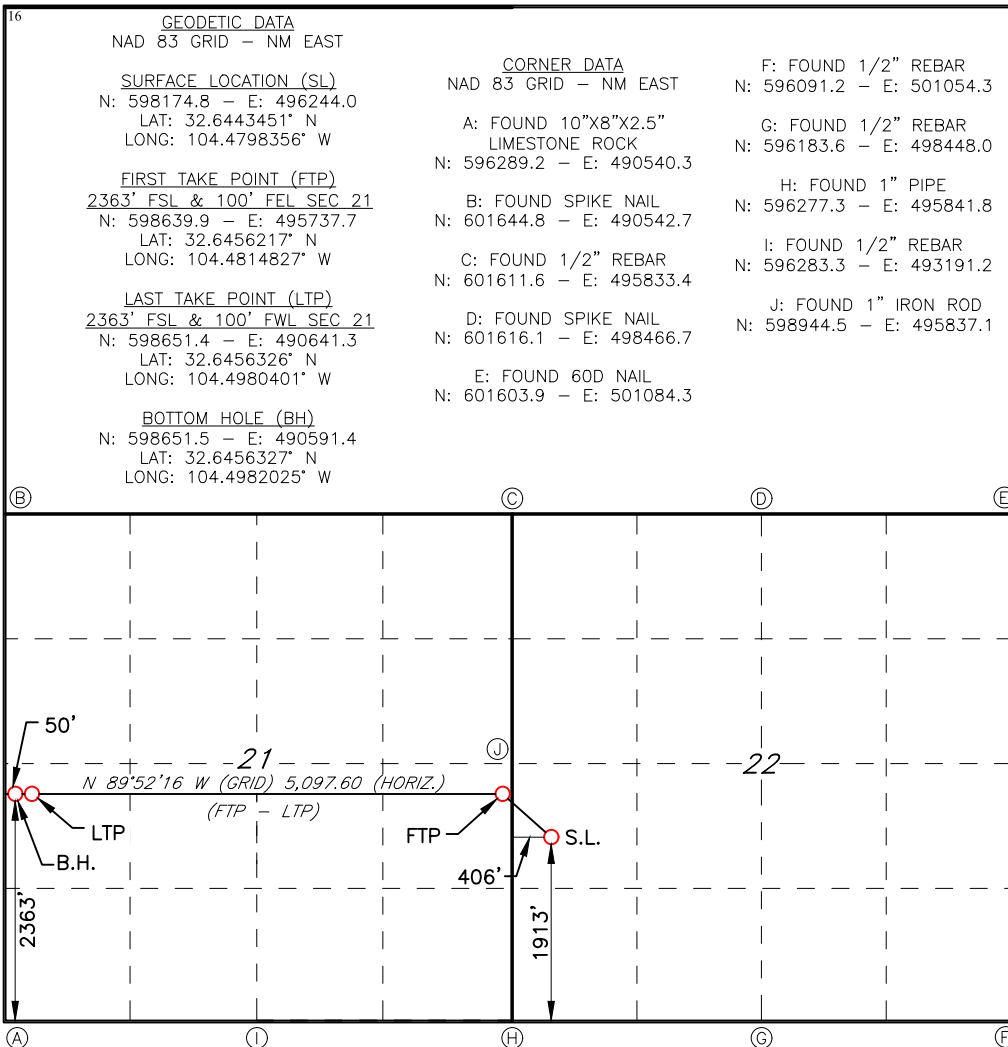 16
GEODETIC DATA
NAD 83 GRID – NM EAST
SURFACE LOCATION (SL)
N: 598174.8 – E: 496244.0
LAT: 32.6443451° N
LONG: 104.4798356° W
FIRST TAKE POINT (FTP)
2363' FSL & 100' FEL SEC 21
N: 598639.9 – E: 495737.7
LAT: 32.6456217° N
LONG: 104.4814827° W
LAST TAKE POINT (LTP)
2363' FSL & 100' FWL SEC 21
N: 598651.4 – E: 490641.3
LAT: 32.6456326° N
LONG: 104.4980401° W
BOTTOM HOLE (BH)
N: 598651.5 – E: 490591.4
LAT: 32.6456327° N
LONG: 104.4982025° W
CORNER DATA
NAD 83 GRID – NM EAST
A: FOUND 10"X8"X2.5"
LIMESTONE ROCK
N: 596289.2 – E: 490540.3
B: FOUND SPIKE NAIL
N: 601644.8 – E: 490542.7
C: FOUND 1/2" REBAR
N: 601611.6 – E: 495833.4
D: FOUND SPIKE NAIL
N: 601616.1 – E: 498466.7
E: FOUND 60D NAIL
N: 601603.9 – E: 501084.3
F: FOUND 1/2" REBAR
N: 596091.2 – E: 501054.3
G: FOUND 1/2" REBAR
N: 596183.6 – E: 498448.0
H: FOUND 1" PIPE
N: 596277.3 – E: 495841.8
I: FOUND 1/2" REBAR
N: 596283.3 – E: 493191.2
J: FOUND 1" IRON ROD
N: 598944.5 – E: 495837.1
B C D E
50'
21
J
22
N 89°52'16 W (GRID) 5,097.60 (HORIZ.)
(FTP – LTP)
LTP
FTP
S.L.
B.H.
406'
2363'
1913'
A I H G F